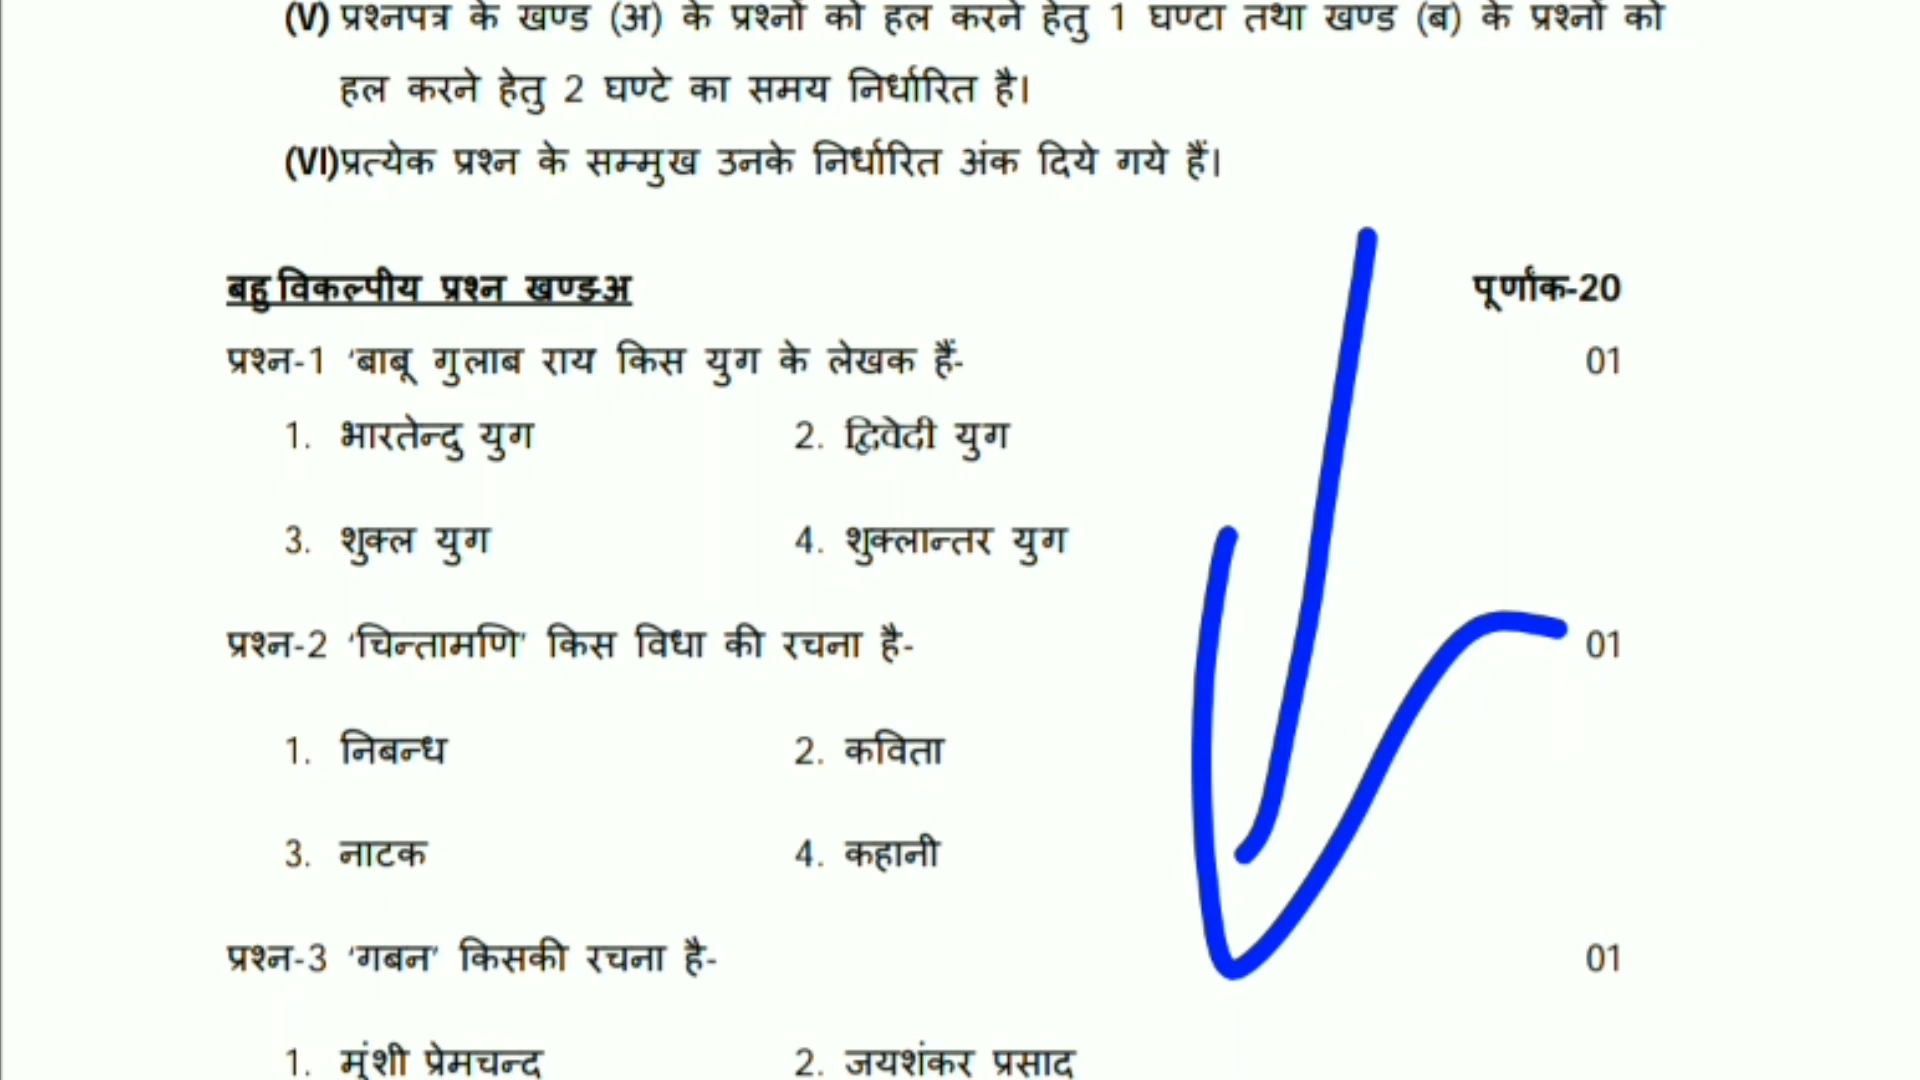 (V) प्रश्नपत्र के खण्ड (अ) के प्रश्नों को हल करने हेतु 1 घण्टा तथा खण्ड (ब) के प्रश्नों को
हल करने हेतु 2 घण्टे का समय निर्धारित है।
(VI)प्रत्येक प्रश्न के सम्मुख उनके निर्धारित अंक दिये गये हैं।
बहु विकल्पीय प्रश्न खण्ड-अ पूर्णांक-20
प्रश्न-1 ‘बाबू गुलाब राय’ किस युग के लेखक हैं- 01
1. भारतेन्दु युग 2. द्विवेदी युग
3. शुक्ल युग 4. शुक्लान्तर युग
प्रश्न-2 ‘चिन्तामणि’ किस विधा की रचना है- 01
1. निबन्ध 2. कविता
3. नाटक 4. कहानी
प्रश्न-3 ‘गबन’ किसकी रचना है- 01
1. मुंशी प्रेमचन्द 2. जयशंकर प्रसाद